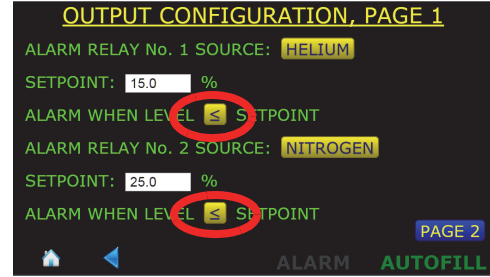 OUTPUT CONFIGURATION, PAGE 1
ALARM RELAY No. 1 SOURCE: HELIUM
SETPOINT: 15.0 %
ALARM WHEN LEVEL ≤ SETPOINT
ALARM RELAY No. 2 SOURCE: NITROGEN
SETPOINT: 25.0 %
ALARM WHEN LEVEL ≤ SETPOINT
PAGE 2
ALARM AUTOFILL